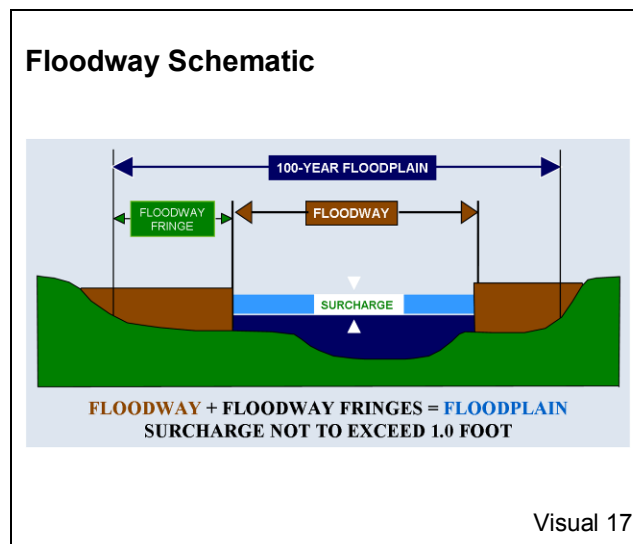 Floodway Schematic
100-YEAR FLOODPLAIN
FLOODWAY
FRINGE
FLOODWAY
SURCHARGE
FLOODWAY + FLOODWAY FRINGES = FLOODPLAIN
SURCHARGE NOT TO EXCEED 1.0 FOOT
Visual 17